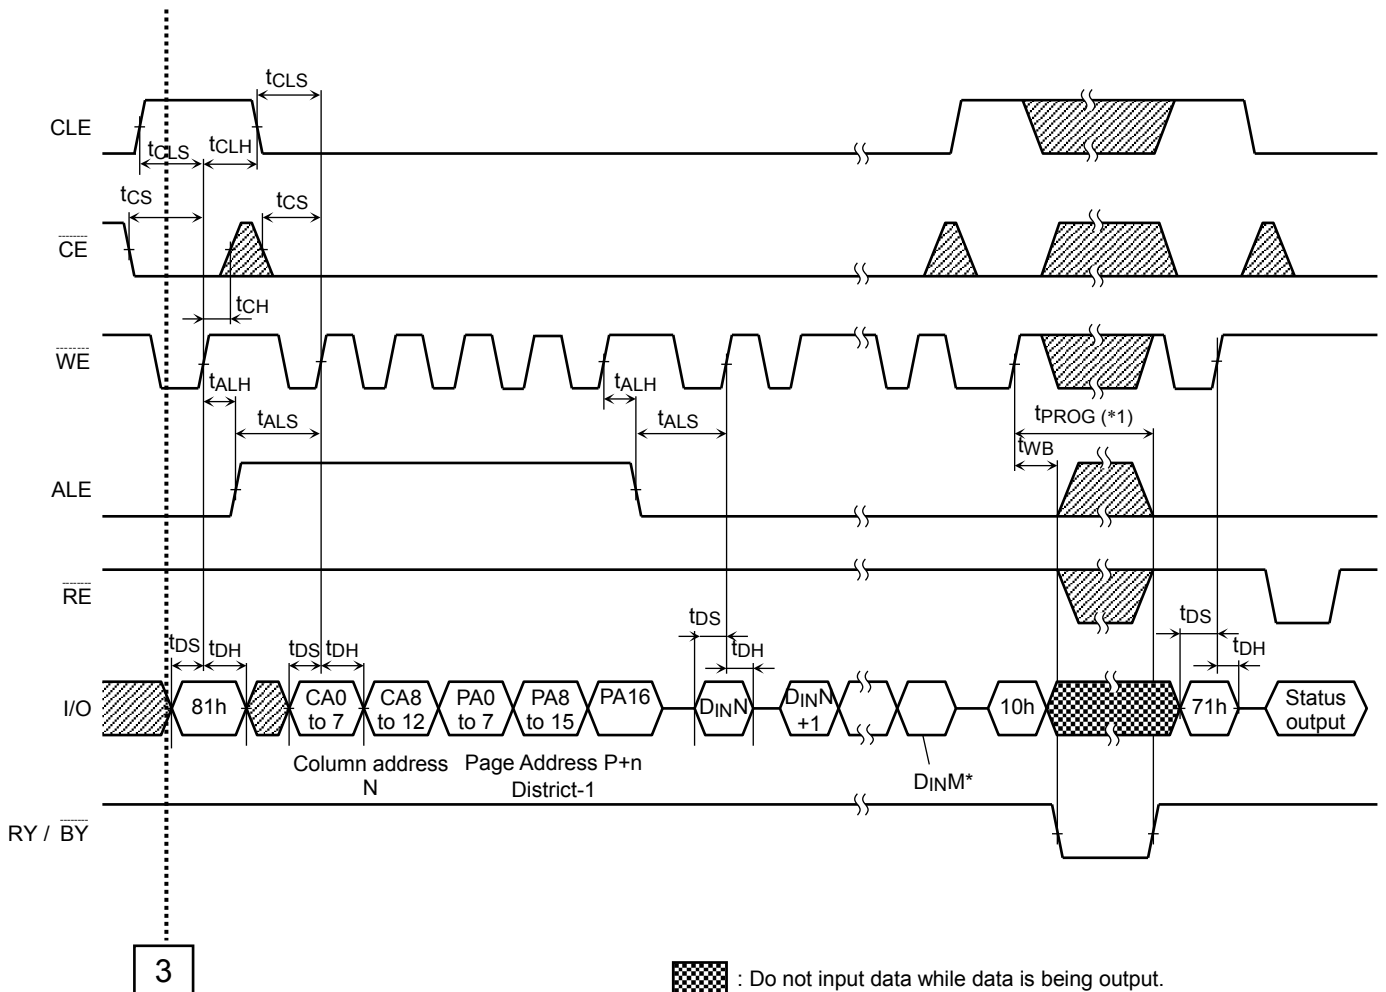 tCLS
CLE
tCLS tCLH
tCS tCS
CE
tCH
WE
tALH tALH
tALS tALS tPROG (*1)
tWB
ALE
RE
tDS tDH tDS tDH tDS tDH tDS tDH
I/O 81h CA0 to 7 CA8 to 12 PA0 to 7 PA8 to 15 PA16 DINN DINN +1 10h 71h Status output
Column address N
Page Address P+n District-1
DINM*
RY / BY
3
: Do not input data while data is being output.